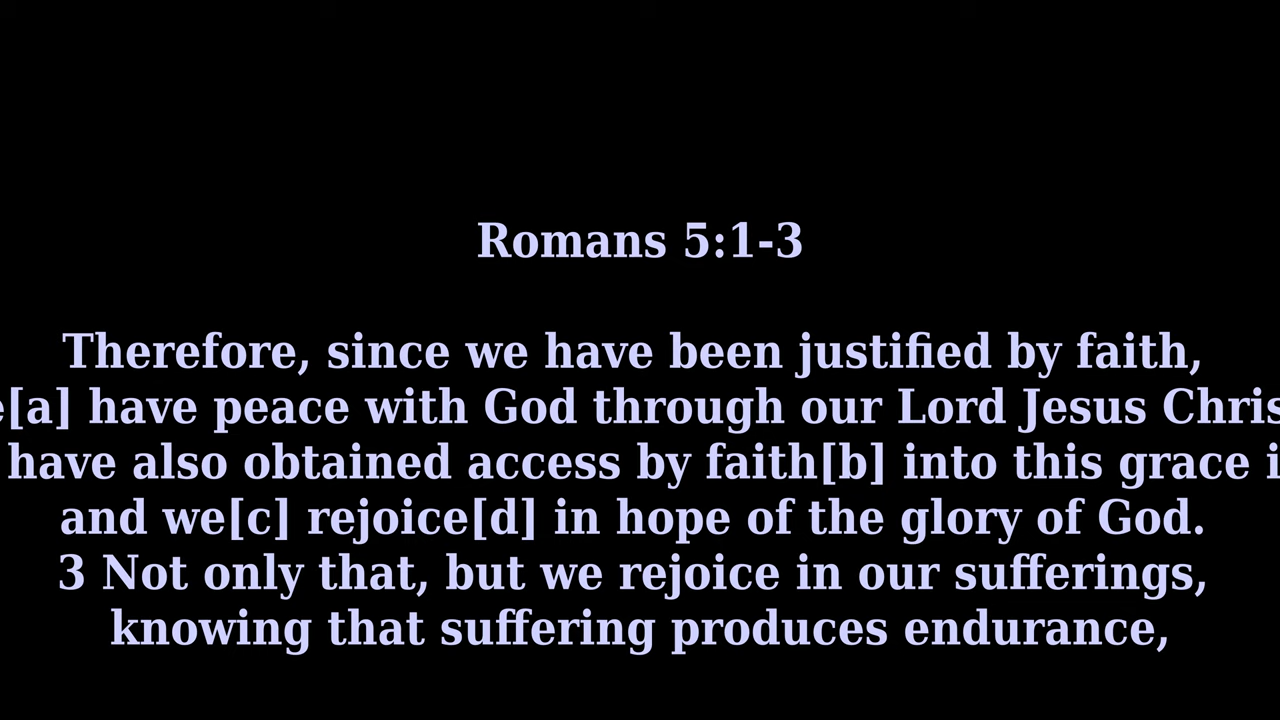 Romans 5:1-3
Therefore, since we have been justified by faith,
e[a] have peace with God through our Lord Jesus Chris
have also obtained access by faith[b] into this grace i
and we[c] rejoice[d] in hope of the glory of God.
3 Not only that, but we rejoice in our sufferings,
knowing that suffering produces endurance,